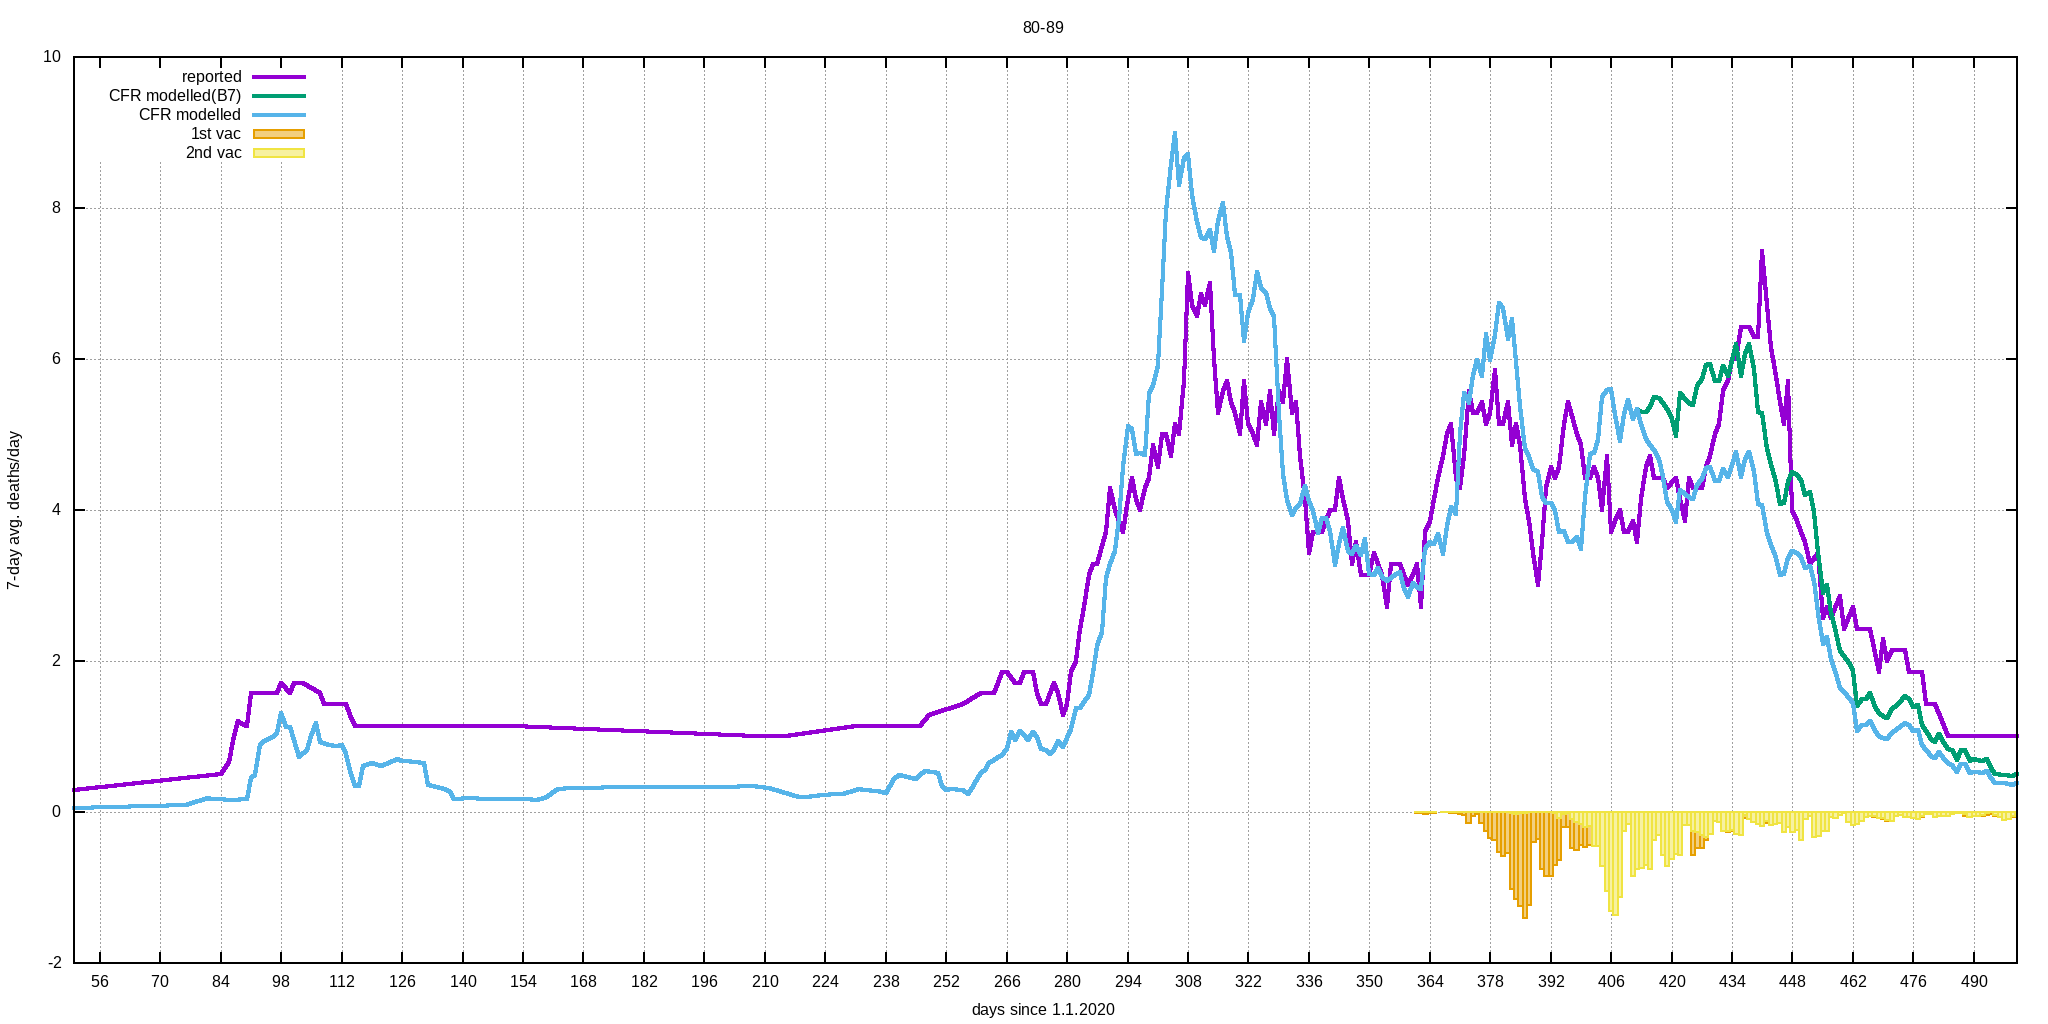 80-89
10
8
6
4
2
0
-2
7-day avg. deaths/day
reported
CFR modelled(B7)
CFR modelled
1st vac
2nd vac
56 70 84 98 112 126 140 154 168 182 196 210 224 238 252 266 280 294 308 322 336 350 364 378 392 406 420 434 448 462 476 490
days since 1.1.2020